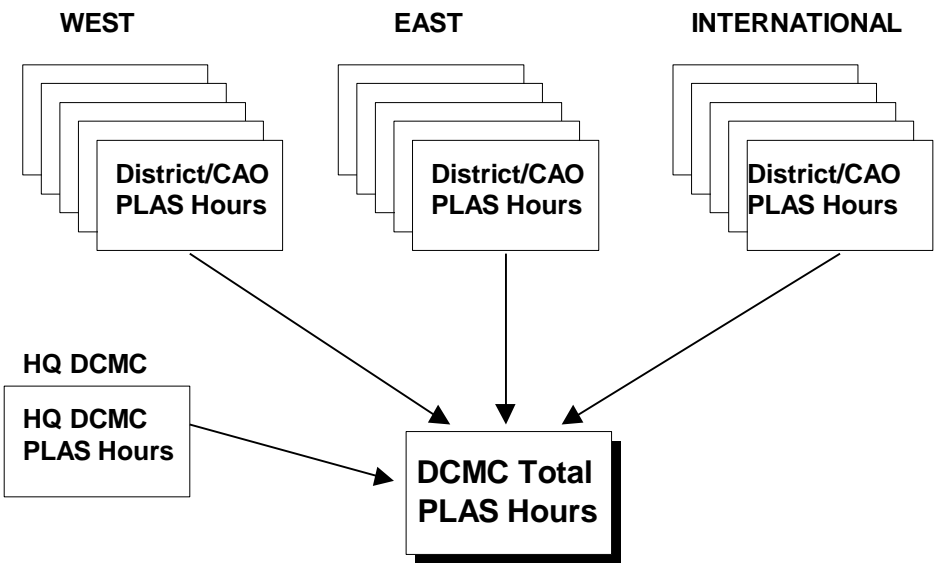 WEST
EAST
INTERNATIONAL
District/CAO
PLAS Hours
District/CAO
PLAS Hours
District/CAO
PLAS Hours
HQ DCMC
HQ DCMC
PLAS Hours
DCMC Total
PLAS Hours